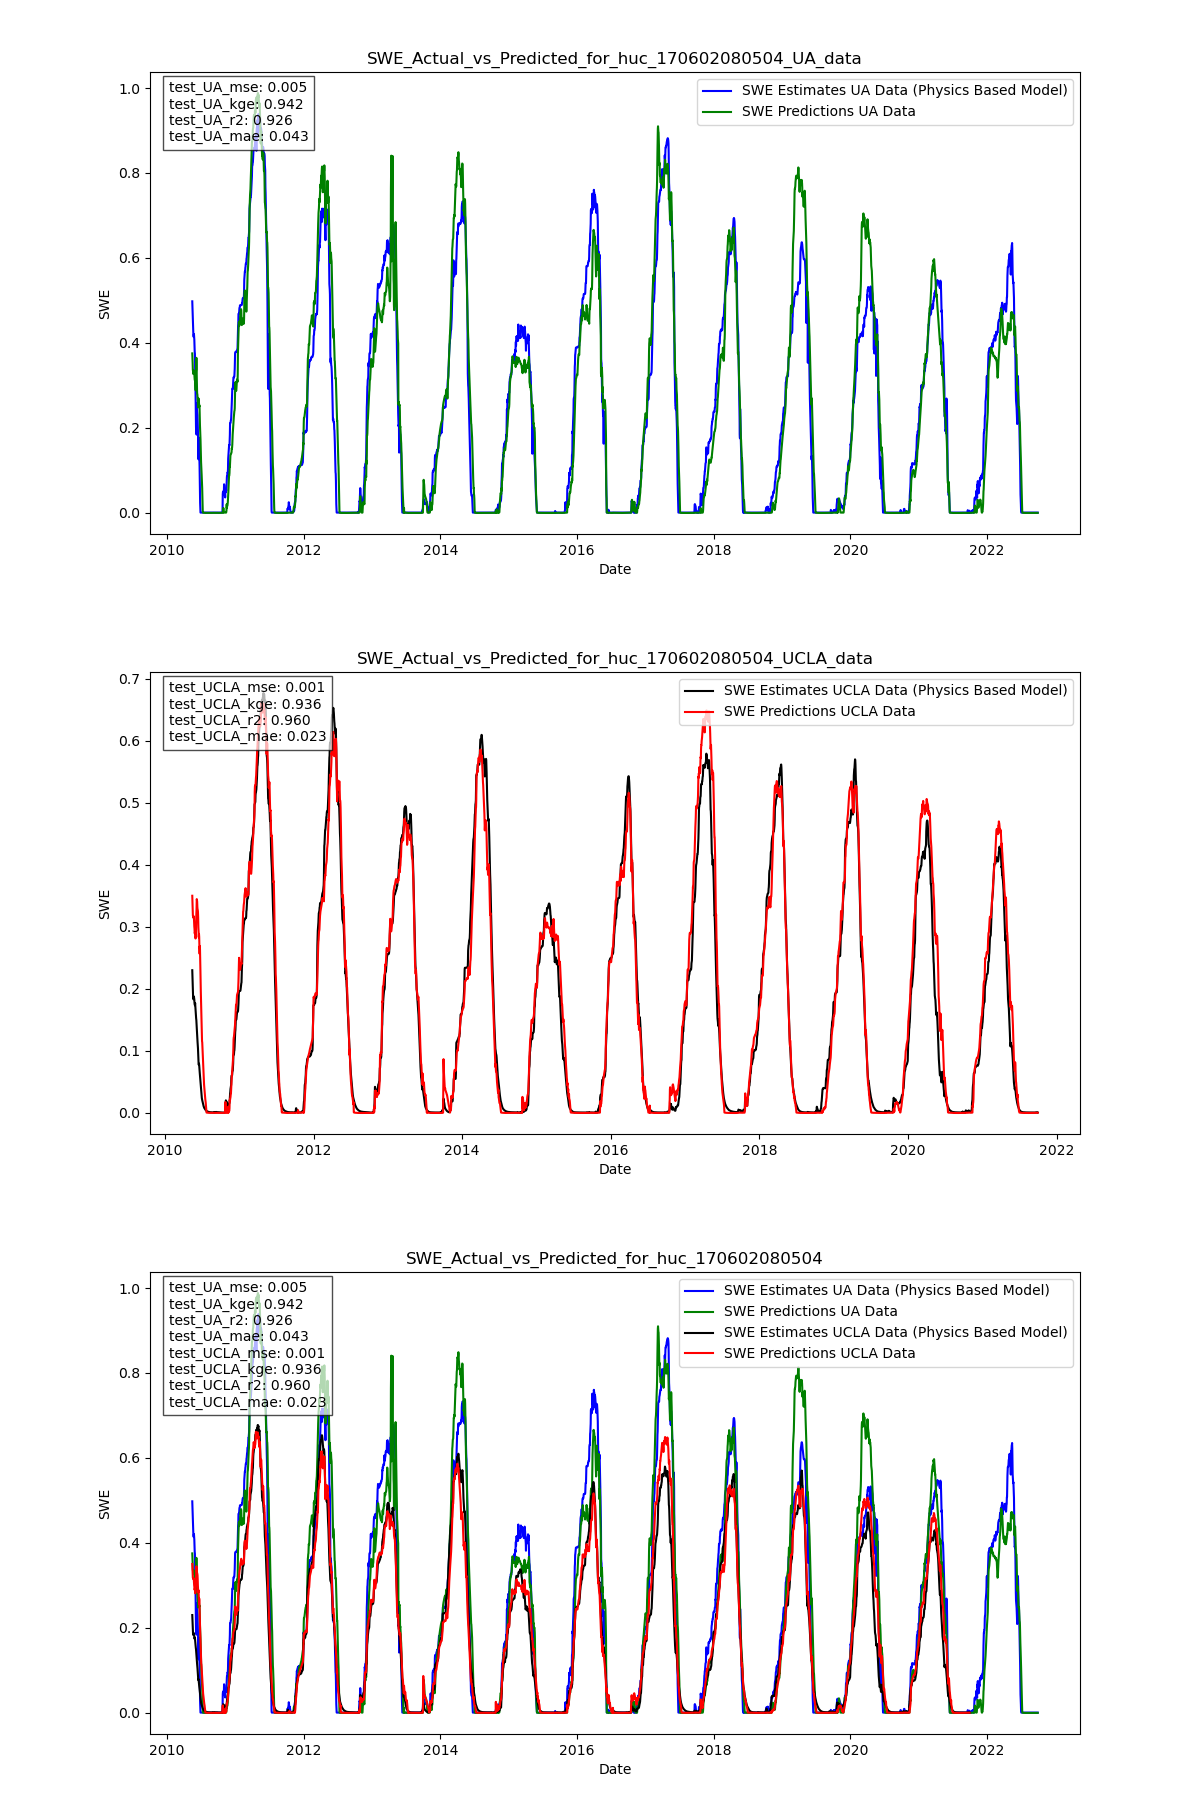 SWE_Actual_vs_Predicted_for_huc_170602080504_UA_data
test_UA_mse: 0.005
test_UA_kge: 0.942
test_UA_r2: 0.926
test_UA_mae: 0.043
SWE Estimates UA Data (Physics Based Model)
SWE Predictions UA Data
1.0
0.8
0.6
0.4
0.2
0.0
SWE
2010 2012 2014 2016 2018 2020 2022
Date
SWE_Actual_vs_Predicted_for_huc_170602080504_UCLA_data
test_UCLA_mse: 0.001
test_UCLA_kge: 0.936
test_UCLA_r2: 0.960
test_UCLA_mae: 0.023
SWE Estimates UCLA Data (Physics Based Model)
SWE Predictions UCLA Data
0.7
0.6
0.5
0.4
0.3
0.2
0.1
0.0
SWE
2010 2012 2014 2016 2018 2020 2022
Date
SWE_Actual_vs_Predicted_for_huc_170602080504
test_UA_mse: 0.005
test_UA_kge: 0.942
test_UA_r2: 0.926
test_UA_mae: 0.043
test_UCLA_mse: 0.001
test_UCLA_kge: 0.936
test_UCLA_r2: 0.960
test_UCLA_mae: 0.023
SWE Estimates UA Data (Physics Based Model)
SWE Predictions UA Data
SWE Estimates UCLA Data (Physics Based Model)
SWE Predictions UCLA Data
1.0
0.8
0.6
0.4
0.2
0.0
SWE
2010 2012 2014 2016 2018 2020 2022
Date